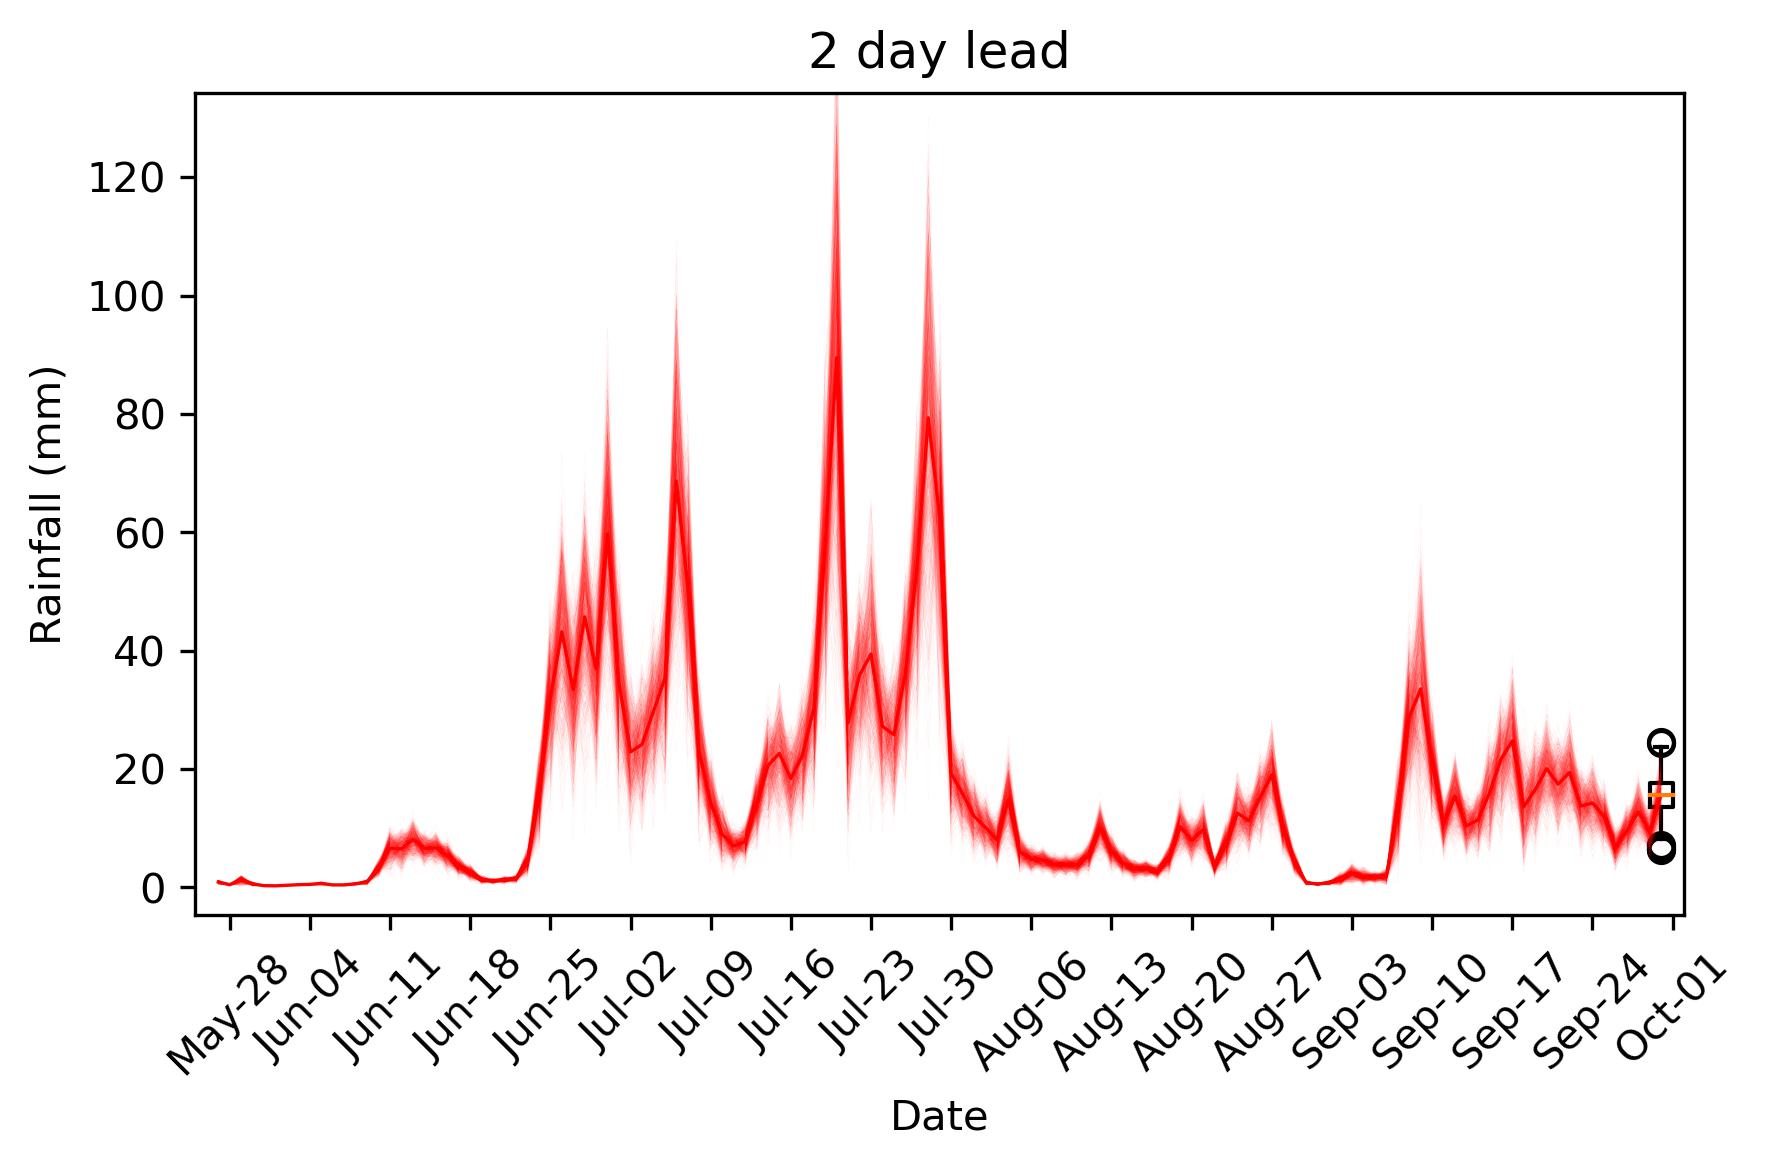 2 day lead
120
100
80
60
40
20
0
Rainfall (mm)
May-28
Jun-04
Jun-11
Jun-18
Jun-25
Jul-02
Jul-09
Jul-16
Jul-23
Jul-30
Aug-06
Aug-13
Aug-20
Aug-27
Sep-03
Sep-10
Sep-17
Sep-24
Oct-01
Date